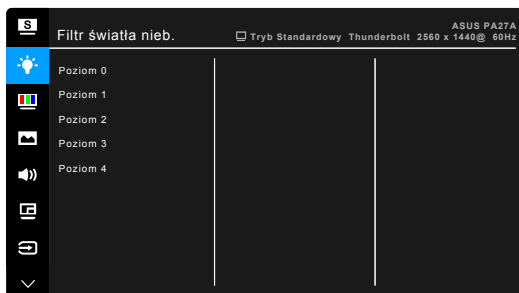 S
ASUS PA27A
Filtr światła nieb.
Tryb Standardowy Thunderbolt 2560 x 1440@ 60Hz
Poziom 0
Poziom 1
Poziom 2
Poziom 3
Poziom 4